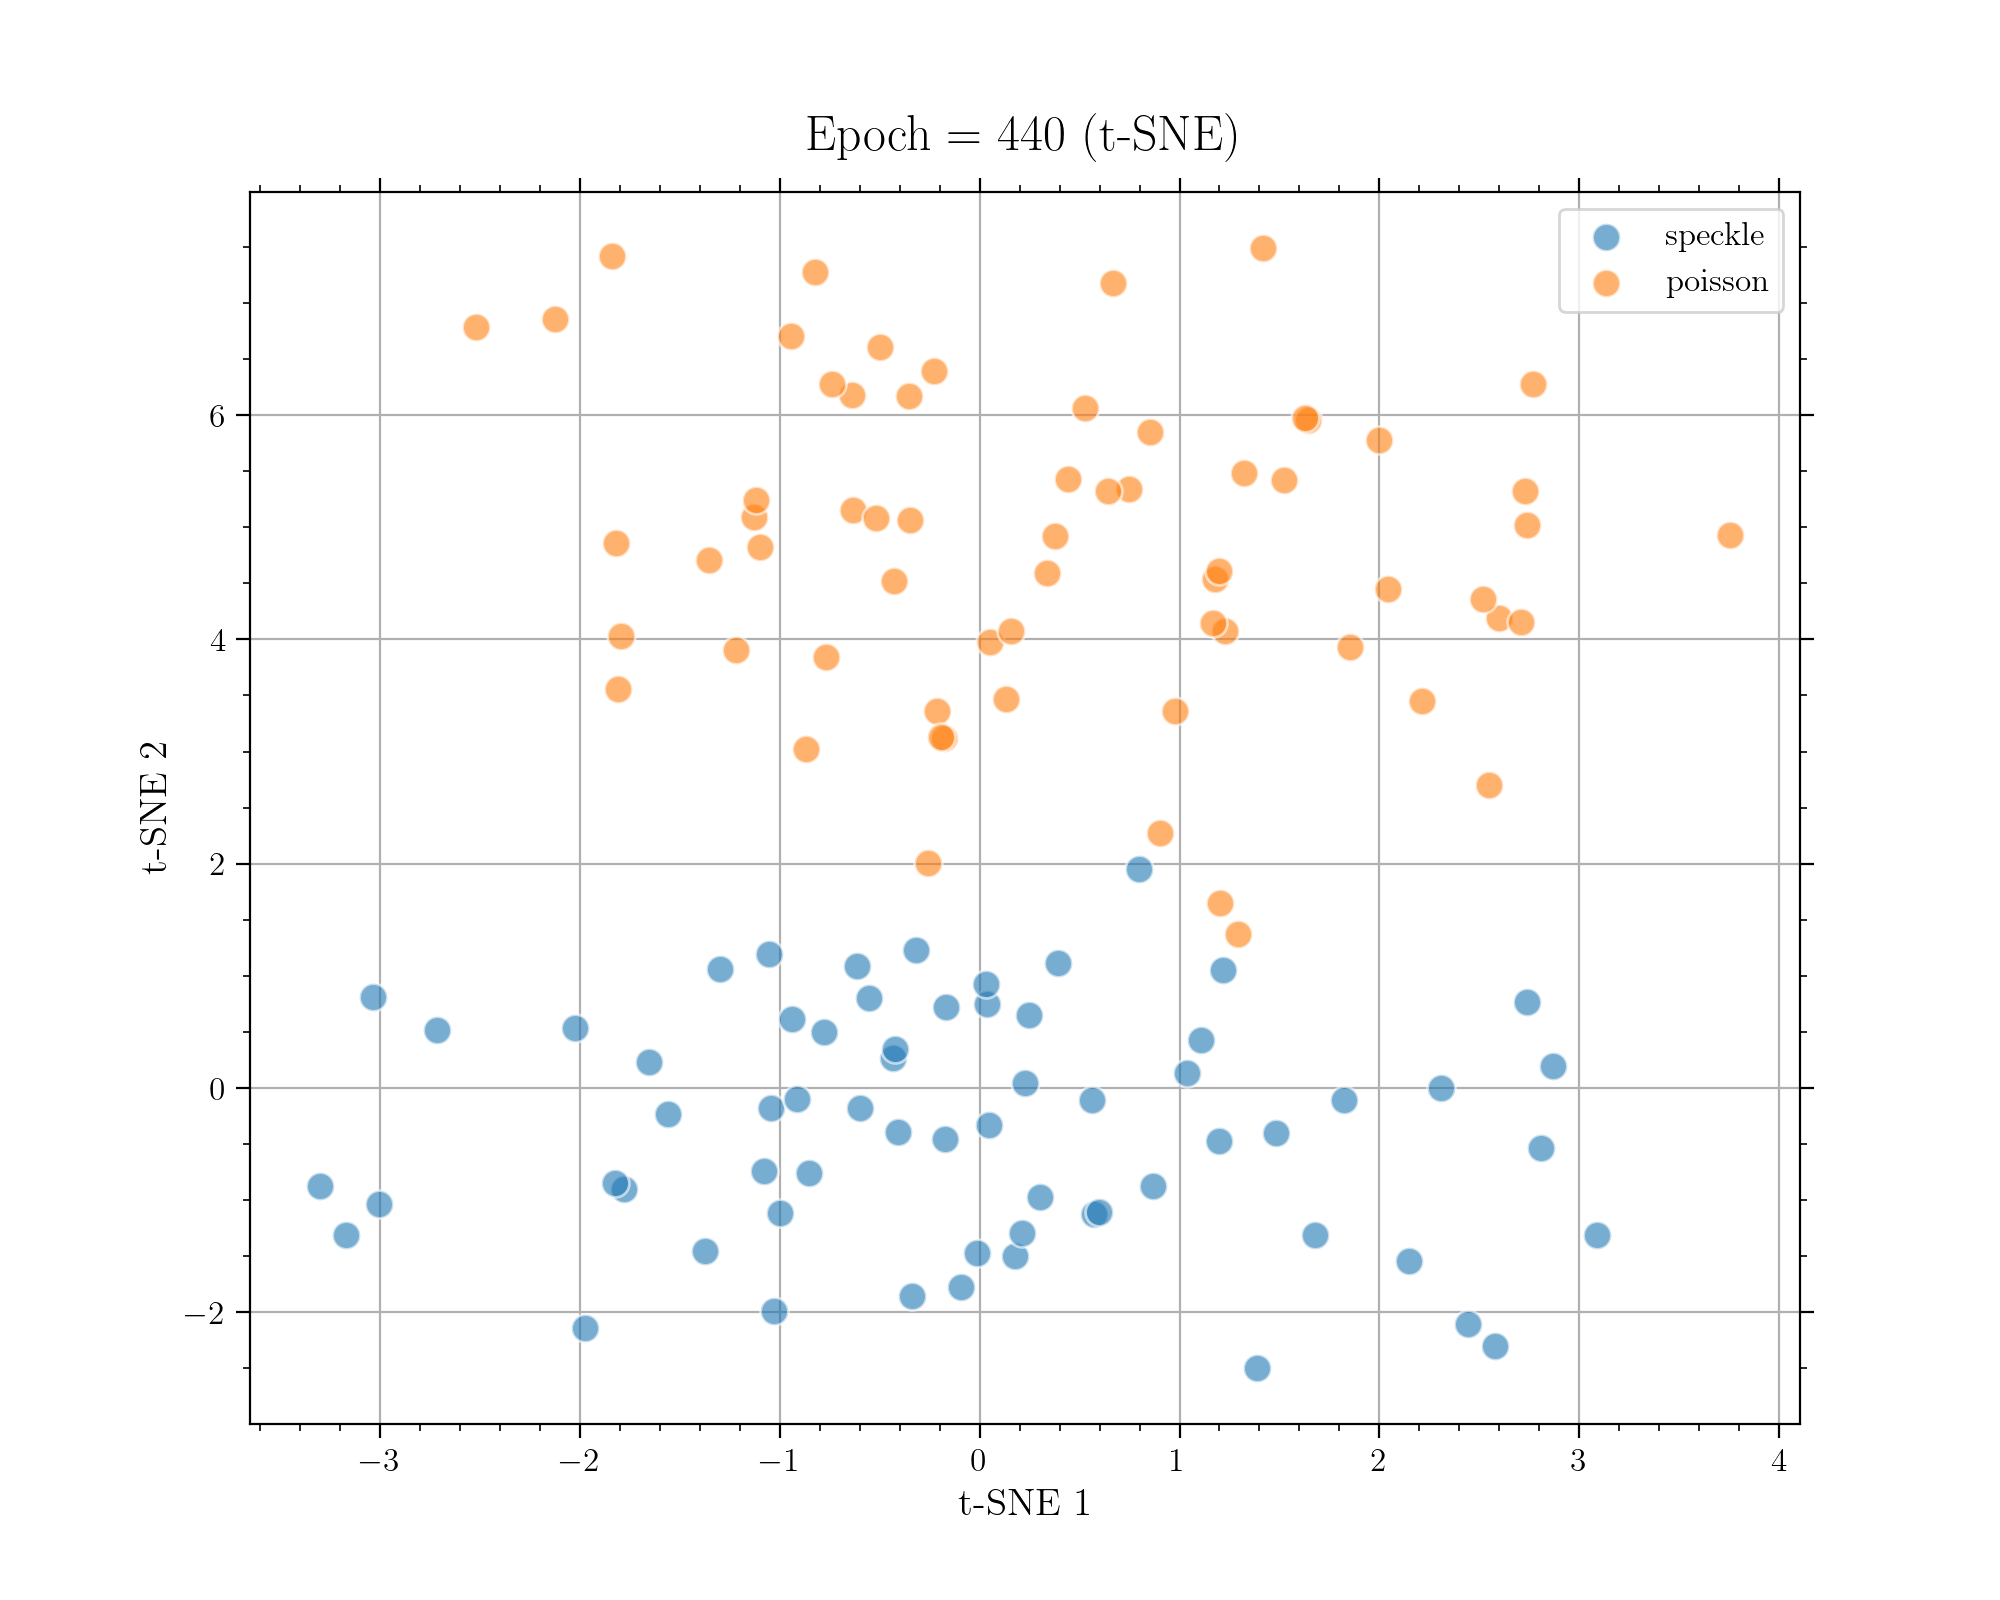 Epoch = 440 (t-SNE)
speckle
poisson
6
4
2
0
−2
t-SNE 2
−3 −2 −1 0 1 2 3 4
t-SNE 1